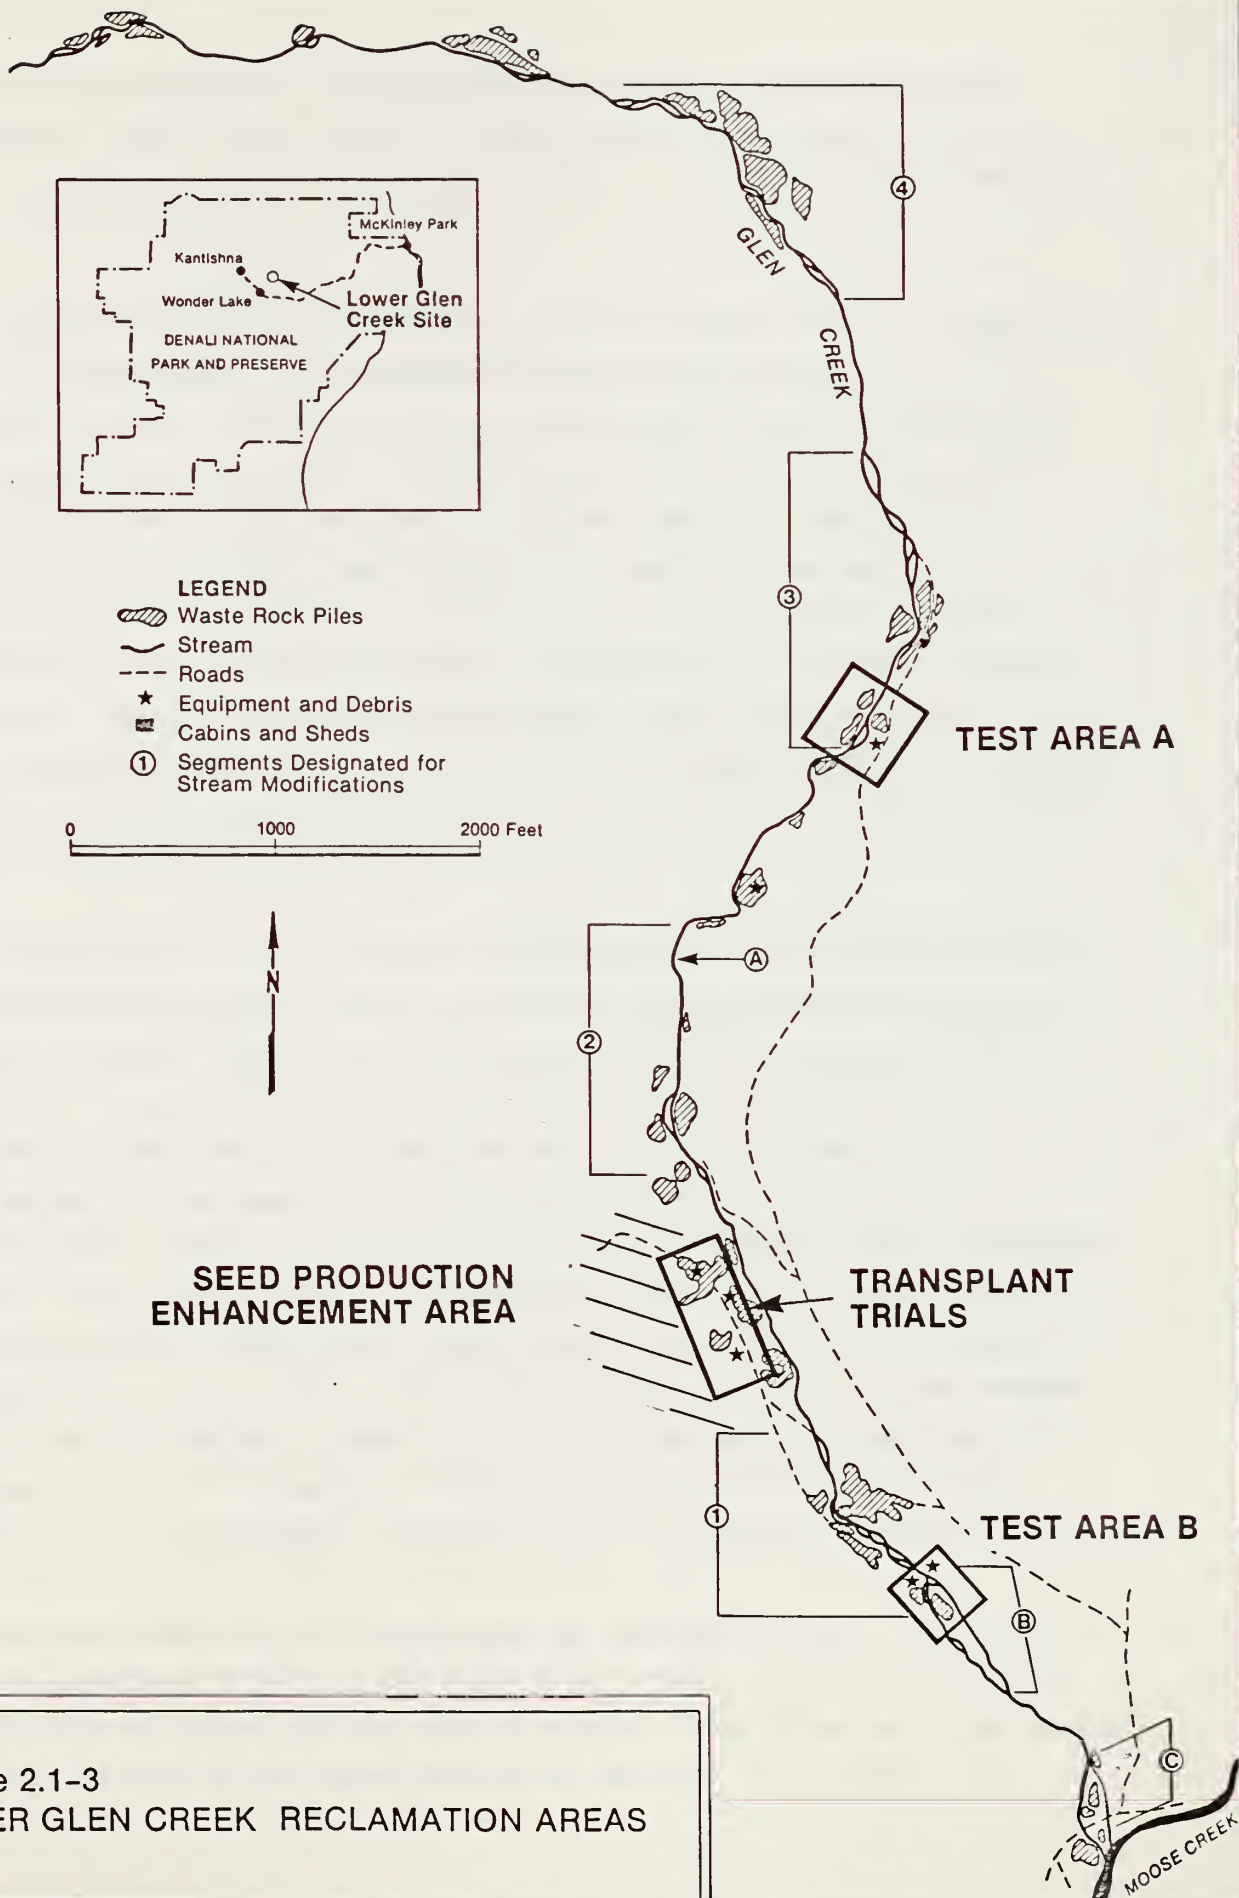 ④
GLEN
CREEK
McKinley Park
Kantishna
Wonder Lake
Lower Glen
Creek Site
DENALI NATIONAL
PARK AND PRESERVE
LEGEND
Waste Rock Piles
Stream
Roads
Equipment and Debris
Cabins and Sheds
① Segments Designated for
Stream Modifications
0 1000 2000 Feet
N
③
TEST AREA A
Ⓐ
②
SEED PRODUCTION
ENHANCEMENT AREA
TRANSPLANT
TRIALS
①
TEST AREA B
Ⓑ
Ⓒ
MOOSE CREEK
e 2.1-3
ER GLEN CREEK RECLAMATION AREAS